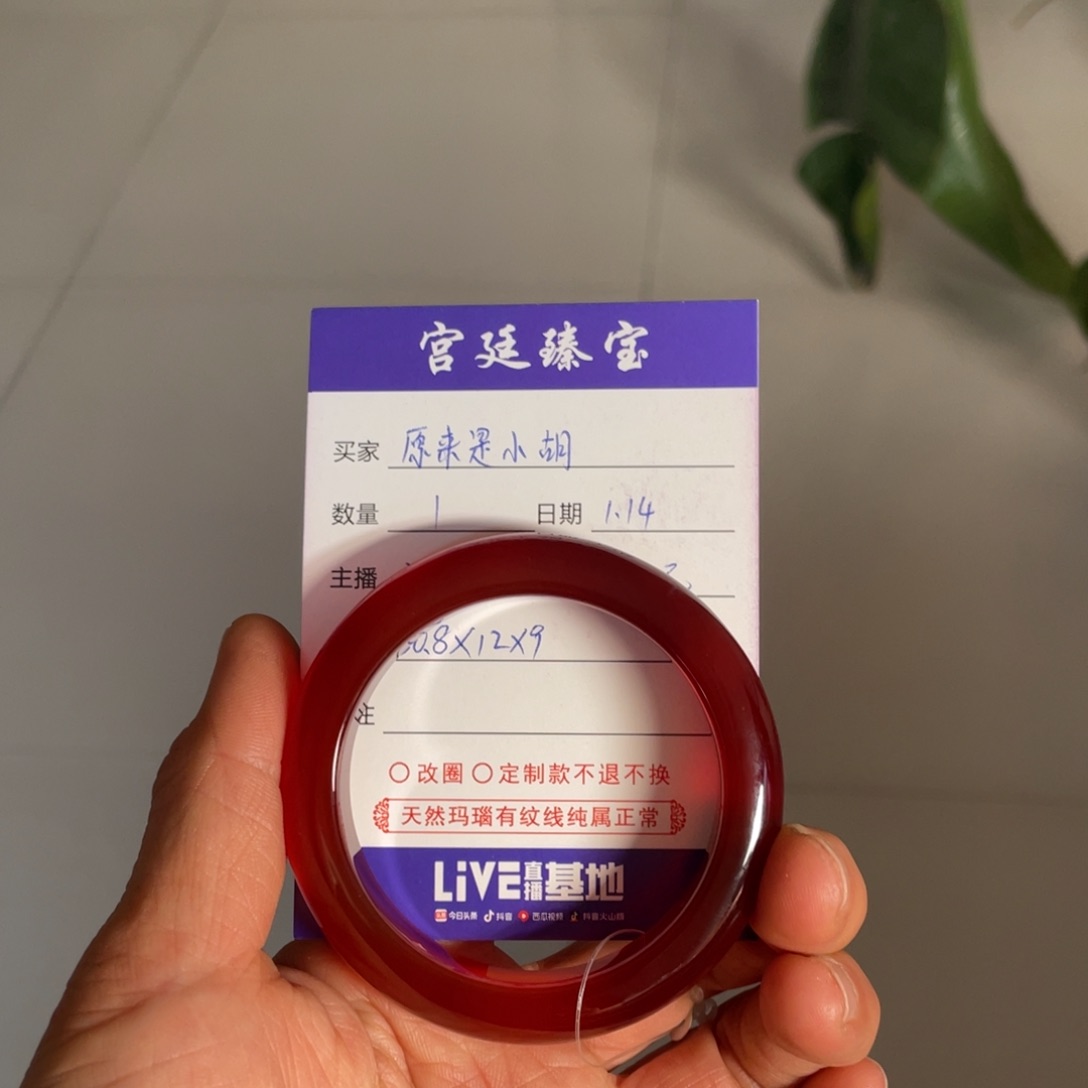 宫廷臻宝
买家 原来是小胡
数量 1 日期 1.14
主播
0.8X12X9
注
○改圈 ○定制款不退不换
天然玛瑙有纹线纯属正常
LiVE直播基地
今日头条 抖音 西瓜视频 抖音火山版